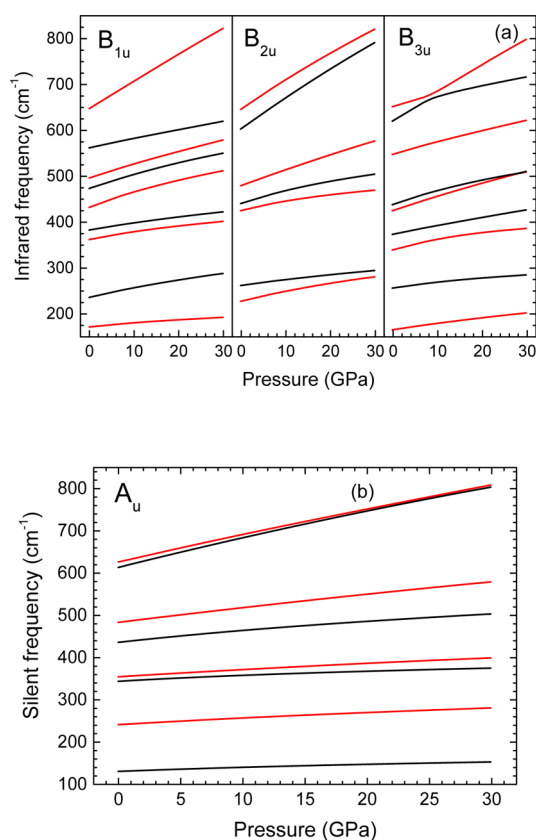 B1u
B2u
B3u
(a)
800
700
600
500
400
300
200
Infrared frequency (cm-1)
0 10 20 30 0 10 20 30 0 10 20 30
Pressure (GPa)
Au
(b)
800
700
600
500
400
300
200
100
Silent frequency (cm-1)
0 5 10 15 20 25 30
Pressure (GPa)